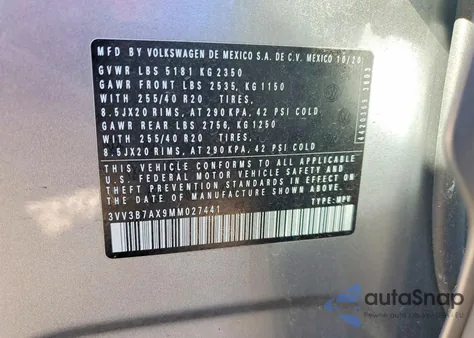 MFD BY VOLKSWAGEN DE MEXICO S.A. DE C.V. MEXICO 10/20
GVWR LBS 5181 KG 2350
GAWR FRONT LBS 2535, KG 1150
WITH 255/40 R20 TIRES,
8.5JX20 RIMS, AT 290 KPA, 42 PSI COLD
GAWR REAR LBS 2756, KG 1250
WITH 255/40 R20 TIRES,
8.5JX20 RIMS, AT 290 KPA, 42 PSI COLD
THIS VEHICLE CONFORMS TO ALL APPLICABLE
U.S. FEDERAL MOTOR VEHICLE SAFETY AND
THEFT PREVENTION STANDARDS IN EFFECT ON
THE DATE OF MANUFACTURE SHOWN ABOVE.
3VV3B7AX9MM027441
TYPE: MPV
autoSnap